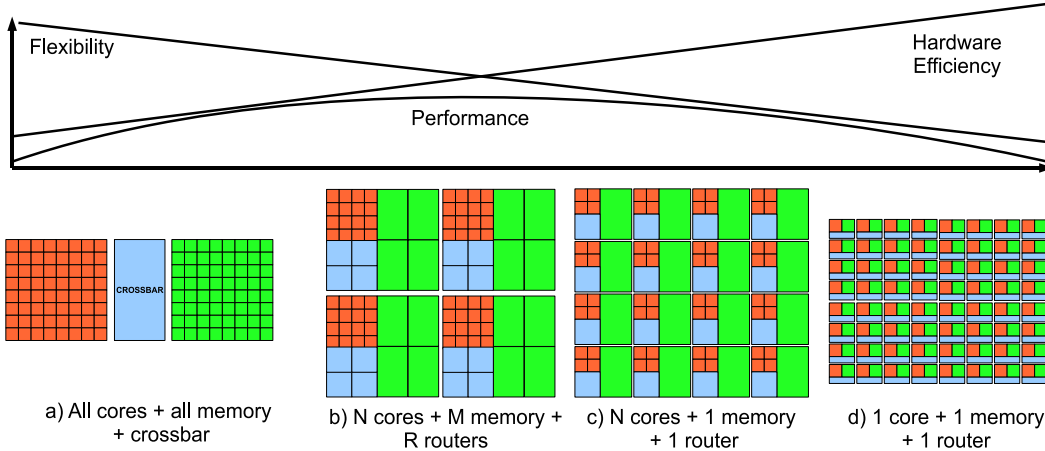 Flexibility
Hardware
Efficiency
Performance
CROSSBAR
a) All cores + all memory
+ crossbar
b) N cores + M memory +
R routers
c) N cores + 1 memory
+ 1 router
d) 1 core + 1 memory
+ 1 router